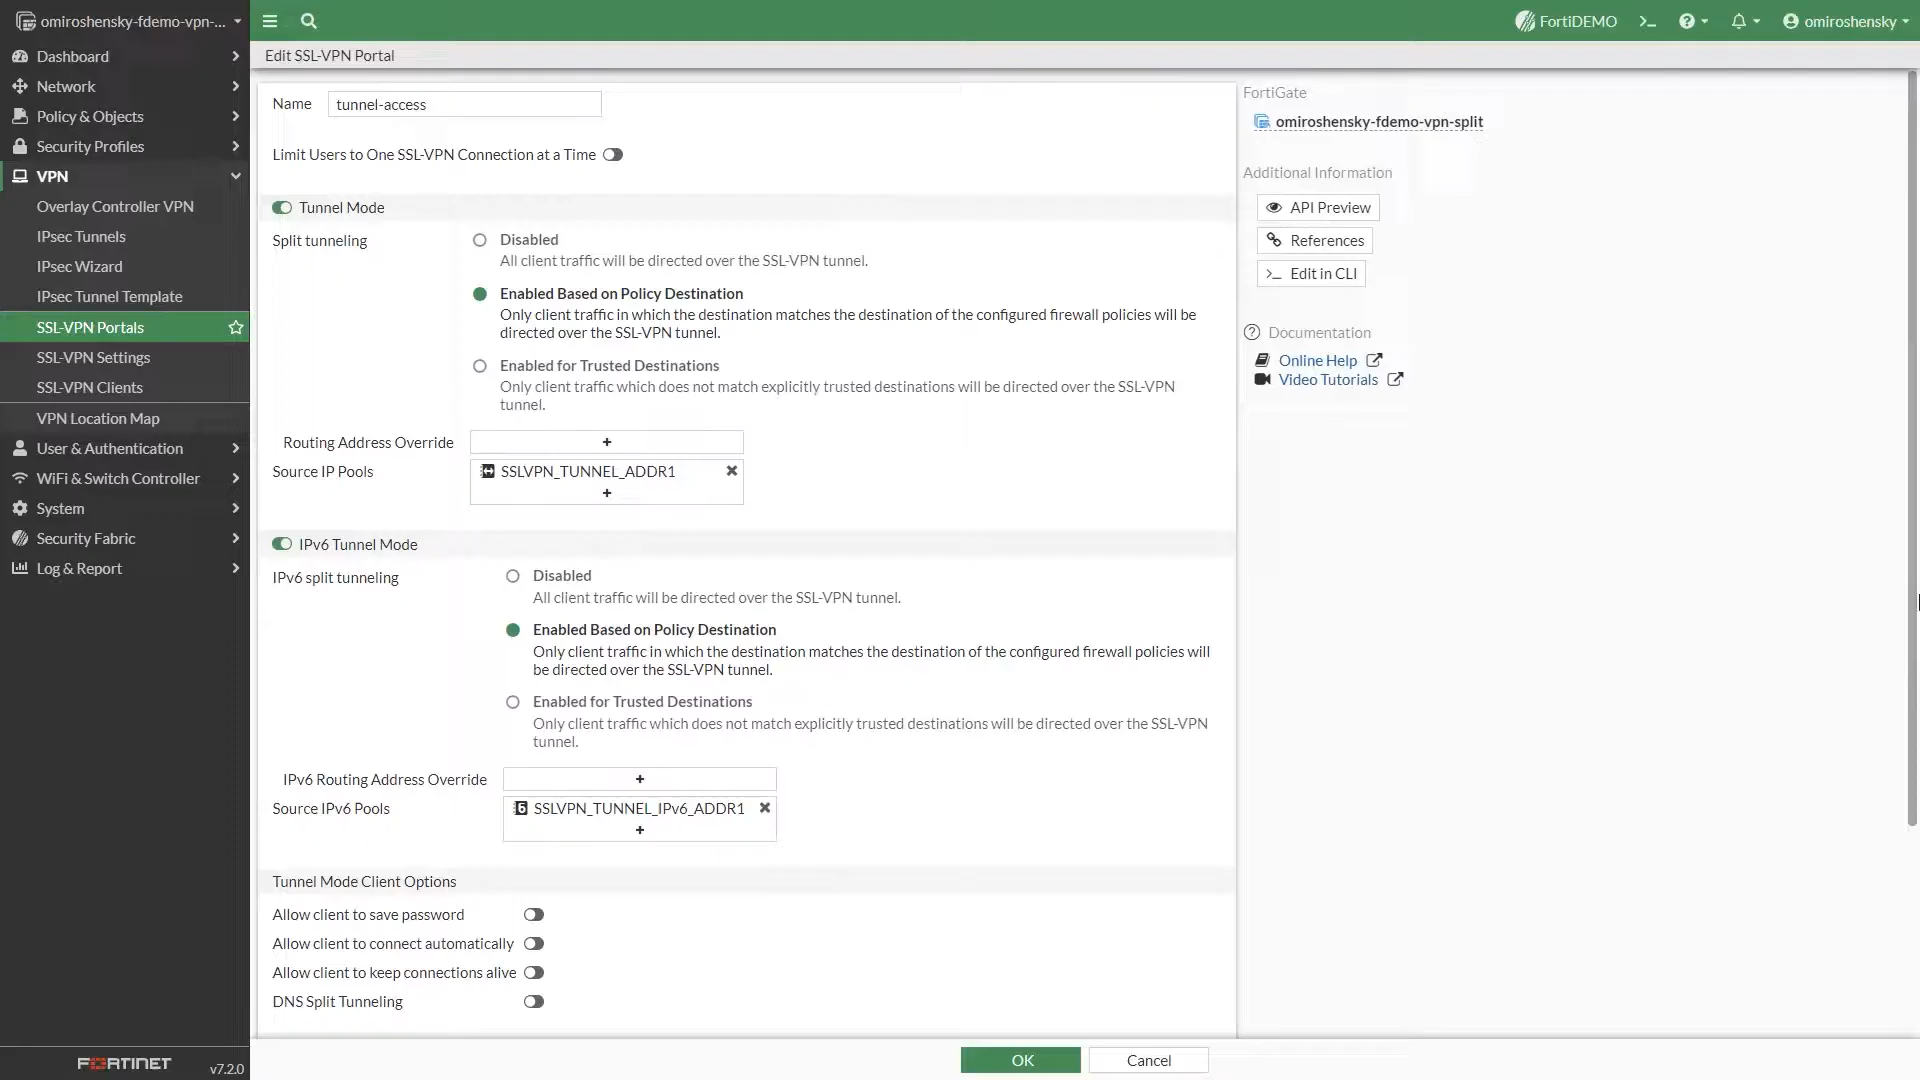 omiroshensky-fdemo-vpn-...
FortiDEMO
omiroshensky
Dashboard
Network
Policy & Objects
Security Profiles
VPN
Overlay Controller VPN
IPsec Tunnels
IPsec Wizard
IPsec Tunnel Template
SSL-VPN Portals
SSL-VPN Settings
SSL-VPN Clients
VPN Location Map
User & Authentication
WiFi & Switch Controller
System
Security Fabric
Log & Report
FORTINET
v7.2.0
Edit SSL-VPN Portal
Name tunnel-access
Limit Users to One SSL-VPN Connection at a Time
Tunnel Mode
Split tunneling
Disabled
All client traffic will be directed over the SSL-VPN tunnel.
Enabled Based on Policy Destination
Only client traffic in which the destination matches the destination of the configured firewall policies will be
directed over the SSL-VPN tunnel.
Enabled for Trusted Destinations
Only client traffic which does not match explicitly trusted destinations will be directed over the SSL-VPN
tunnel.
Routing Address Override +
Source IP Pools SSLVPN_TUNNEL_ADDR1
+
IPv6 Tunnel Mode
IPv6 split tunneling
Disabled
All client traffic will be directed over the SSL-VPN tunnel.
Enabled Based on Policy Destination
Only client traffic in which the destination matches the destination of the configured firewall policies will
be directed over the SSL-VPN tunnel.
Enabled for Trusted Destinations
Only client traffic which does not match explicitly trusted destinations will be directed over the SSL-VPN
tunnel.
IPv6 Routing Address Override +
Source IPv6 Pools 6 SSLVPN_TUNNEL_IPv6_ADDR1
+
Tunnel Mode Client Options
Allow client to save password
Allow client to connect automatically
Allow client to keep connections alive
DNS Split Tunneling
OK
Cancel
FortiGate
omiroshensky-fdemo-vpn-split
Additional Information
API Preview
References
>_ Edit in CLI
Documentation
Online Help
Video Tutorials